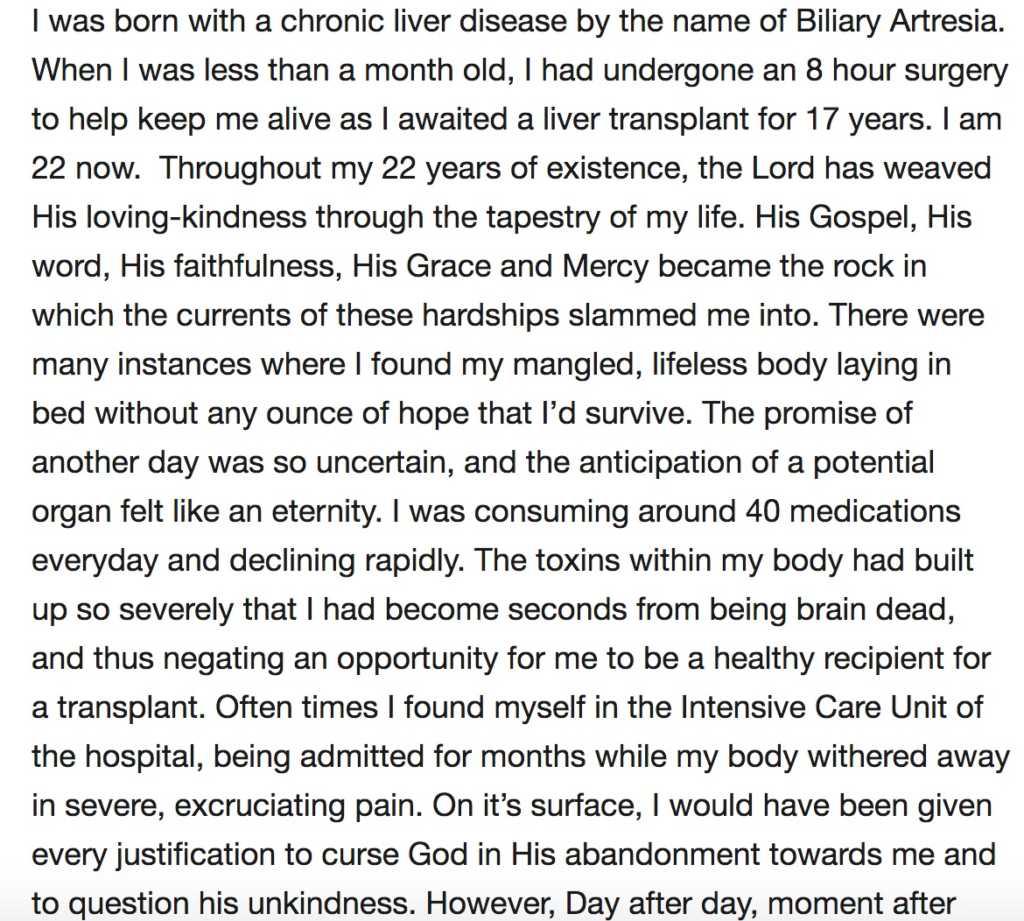 I was born with a chronic liver disease by the name of Biliary Artresia.
When I was less than a month old, I had undergone an 8 hour surgery
to help keep me alive as I awaited a liver transplant for 17 years. I am
22 now.  Throughout my 22 years of existence, the Lord has weaved
His loving-kindness through the tapestry of my life. His Gospel, His
word, His faithfulness, His Grace and Mercy became the rock in
which the currents of these hardships slammed me into. There were
many instances where I found my mangled, lifeless body laying in
bed without any ounce of hope that I’d survive. The promise of
another day was so uncertain, and the anticipation of a potential
organ felt like an eternity. I was consuming around 40 medications
everyday and declining rapidly. The toxins within my body had built
up so severely that I had become seconds from being brain dead,
and thus negating an opportunity for me to be a healthy recipient for
a transplant. Often times I found myself in the Intensive Care Unit of
the hospital, being admitted for months while my body withered away
in severe, excruciating pain. On it’s surface, I would have been given
every justification to curse God in His abandonment towards me and
to question his unkindness. However, Day after day, moment after